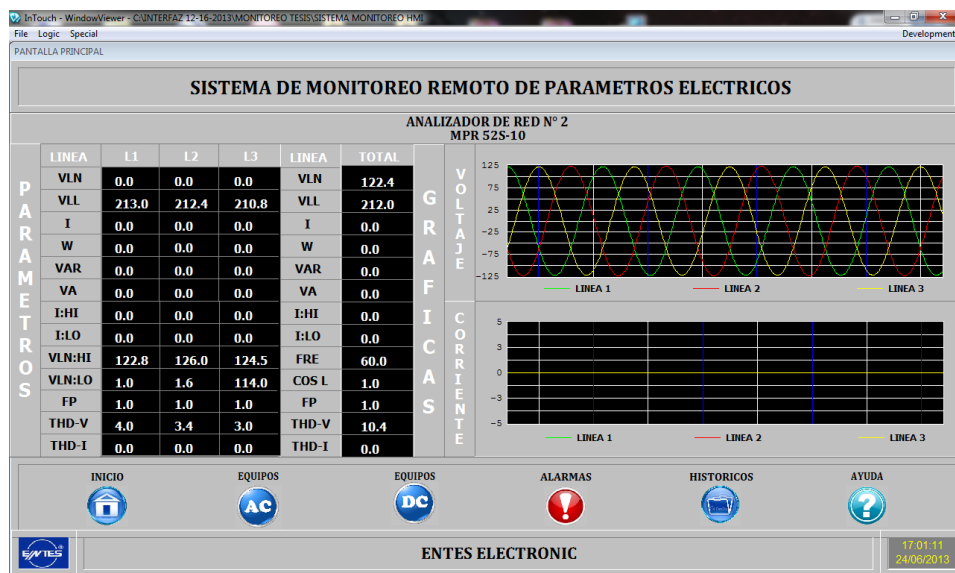 InTouch - WindowViewer - C:\INTERFAZ 12-16-2013\MONITOREO TESIS\SISTEMA MONITOREO HMI
File Logic Special Development
PANTALLA PRINCIPAL
SISTEMA DE MONITOREO REMOTO DE PARAMETROS ELECTRICOS
ANALIZADOR DE RED N° 2
MPR 52S-10
PARAMETROS
LINEA L1 L2 L3 LINEA TOTAL
VLN 0.0 0.0 0.0 VLN 122.4
VLL 213.0 212.4 210.8 VLL 212.0
I 0.0 0.0 0.0 I 0.0
W 0.0 0.0 0.0 W 0.0
VAR 0.0 0.0 0.0 VAR 0.0
VA 0.0 0.0 0.0 VA 0.0
I:HI 0.0 0.0 0.0 I:HI 0.0
I:LO 0.0 0.0 0.0 I:LO 0.0
VLN:HI 122.8 126.0 124.5 FRE 60.0
VLN:LO 1.0 1.6 114.0 COS L 1.0
FP 1.0 1.0 1.0 FP 1.0
THD-V 4.0 3.4 3.0 THD-V 10.4
THD-I 0.0 0.0 0.0 THD-I 0.0
GRAFICAS
VOLTAJE
125
75
25
-25
-75
-125
LINEA 1 LINEA 2 LINEA 3
CORRIENTE
5
3
0
-3
-5
LINEA 1 LINEA 2 LINEA 3
INICIO EQUIPOS EQUIPOS ALARMAS HISTORICOS AYUDA
AC DC
ENTES ENTES ELECTRONIC 17:01:11
24/06/2013